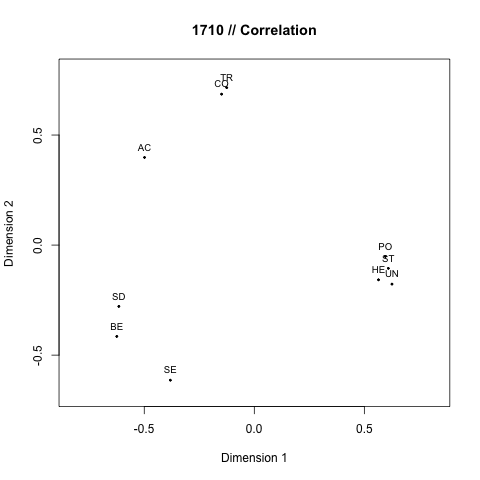 1710 // Correlation
TR
CO
AC
PO
ST
HE
UN
SD
BE
SE
0.5
0.0
-0.5
Dimension 2
-0.5
0.0
0.5
Dimension 1